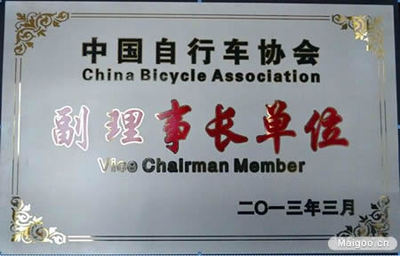 中国自行车协会
China Bicycle Association
副理事长单位
Vice Chairman Member
二〇一三年三月
Maigoo.cn